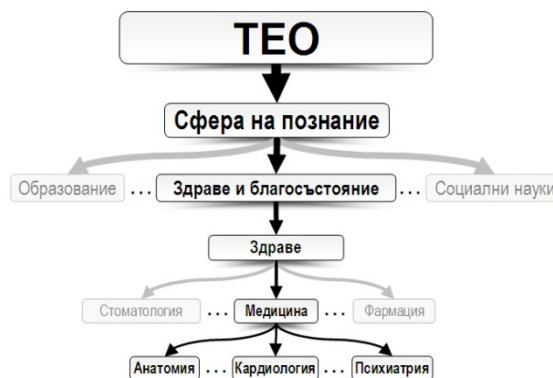 ТЕО
Сфера на познание
Образование ... Здраве и благосъстояние ... Социални науки
Здраве
Стоматология ... Медицина ... Фармация
Анатомия ... Кардиология ... Психиатрия